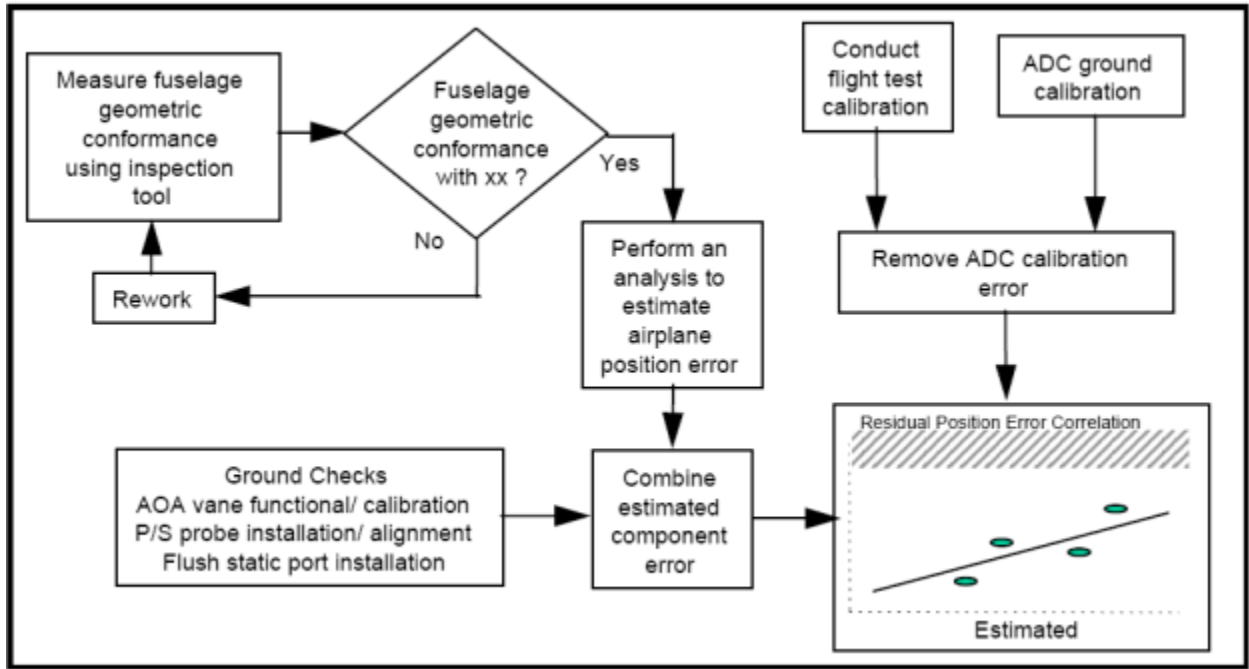 Measure fuselage
geometric
conformance
using inspection
tool
Fuselage
geometric
conformance
with xx ?
Yes
No
Rework
Perform an
analysis to
estimate
airplane
position error
Conduct
flight test
calibration
ADC ground
calibration
Remove ADC calibration
error
Ground Checks
AOA vane functional/ calibration
P/S probe installation/ alignment
Flush static port installation
Combine
estimated
component
error
Residual Position Error Correlation
Estimated